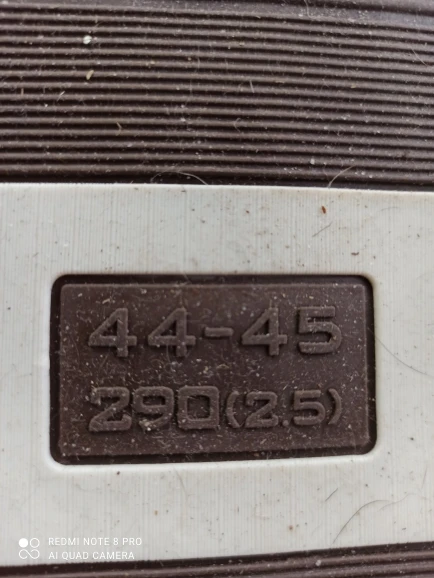 44-45
290(2.5)
REDMI NOTE 8 PRO
AI QUAD CAMERA